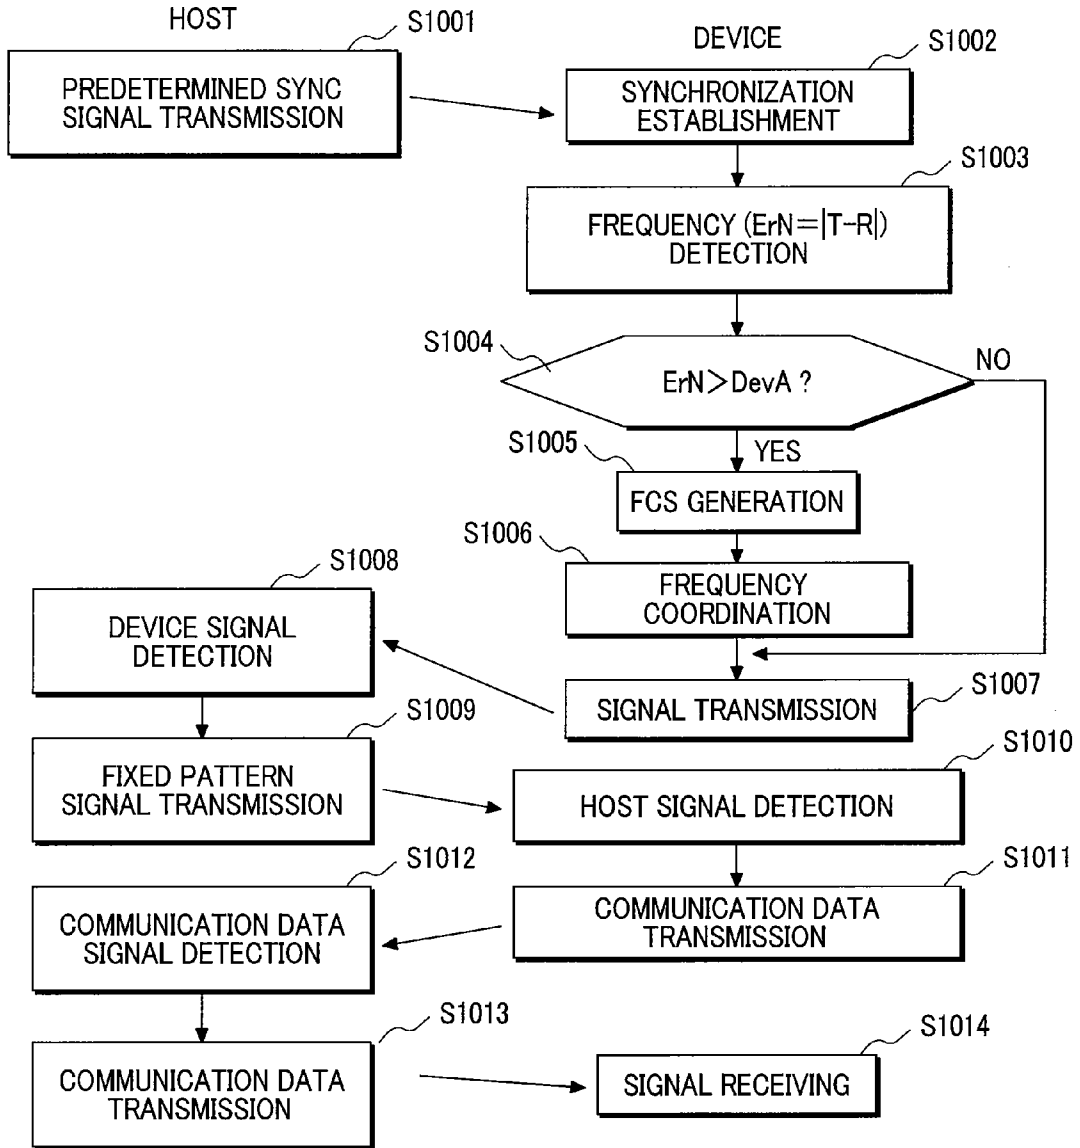 HOST
S1001
PREDETERMINED SYNC
SIGNAL TRANSMISSION
DEVICE
S1002
SYNCHRONIZATION
ESTABLISHMENT
S1003
FREQUENCY (ErN=|T-R|)
DETECTION
S1004
ErN>DevA ?
NO
YES
S1005
FCS GENERATION
S1006
FREQUENCY
COORDINATION
S1007
SIGNAL TRANSMISSION
S1008
DEVICE SIGNAL
DETECTION
S1009
FIXED PATTERN
SIGNAL TRANSMISSION
S1010
HOST SIGNAL DETECTION
S1011
COMMUNICATION DATA
TRANSMISSION
S1012
COMMUNICATION DATA
SIGNAL DETECTION
S1013
COMMUNICATION DATA
TRANSMISSION
S1014
SIGNAL RECEIVING